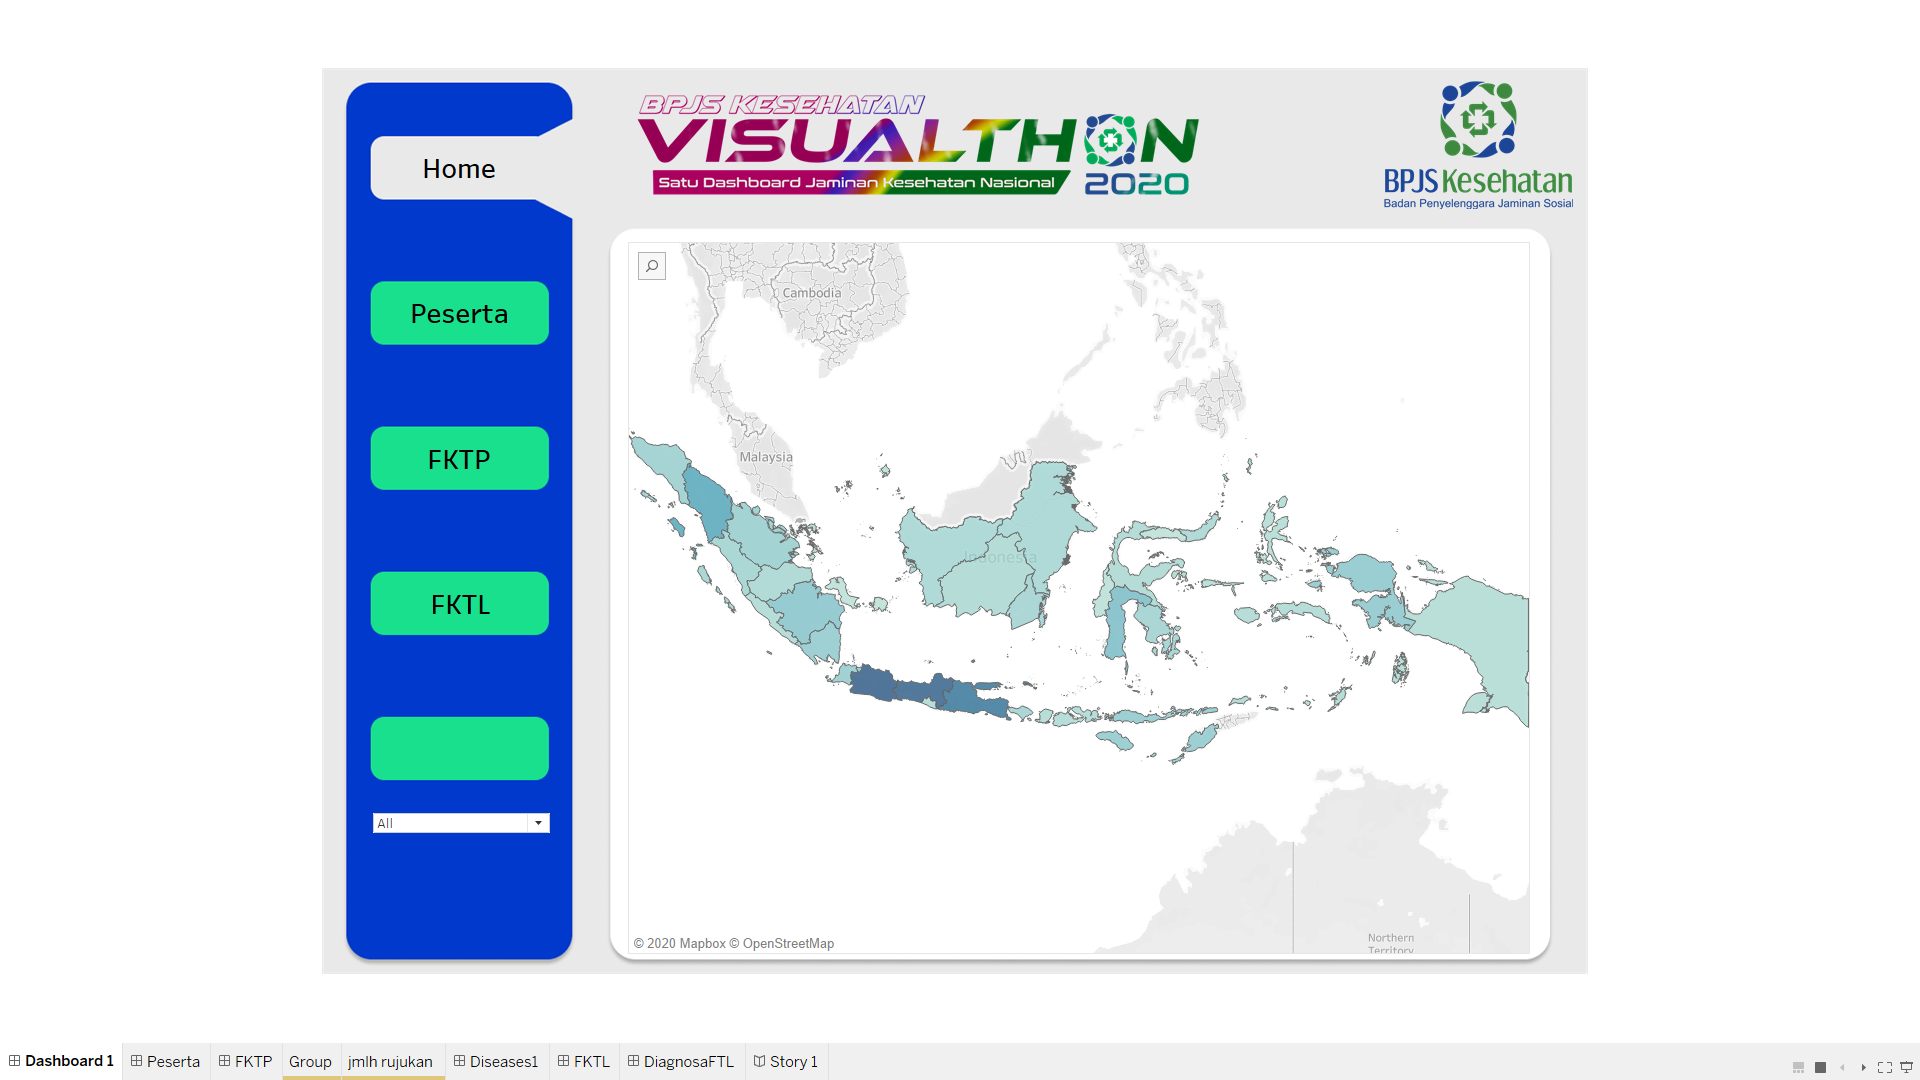 Home
Peserta
FKTP
FKTL
All
BPJS KESEHATAN
VISUALTHON
Satu Dashboard Jaminan Kesehatan Nasional 2020
BPJS Kesehatan
Badan Penyelenggara Jaminan Sosial
Cambodia
Malaysia
Indonesia
Northern
Territory
© 2020 Mapbox © OpenStreetMap
Dashboard 1 Peserta FKTP Group jmlh rujukan Diseases1 FKTL DiagnosaFTL Story 1